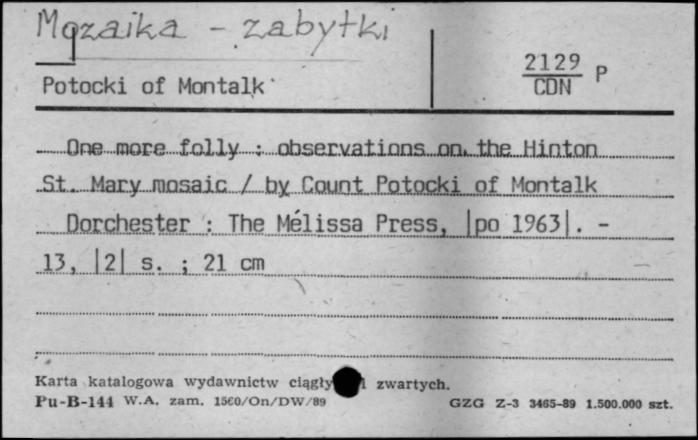 Mozaika - zabytki
Potocki of Montalk
2129
CDN P
One more folly : observations on the Hinton
St. Mary mosaic / by Count Potocki of Montalk
Dorchester : The Mélissa Press, |po 1963|. -
13, |2| s. ; 21 cm
Karta katalogowa wydawnictw ciągły i zwartych.
Pu-B-144 W.A. zam. 1560/On/DW/89 GZG Z-3 3465-89 1.500.000 szt.